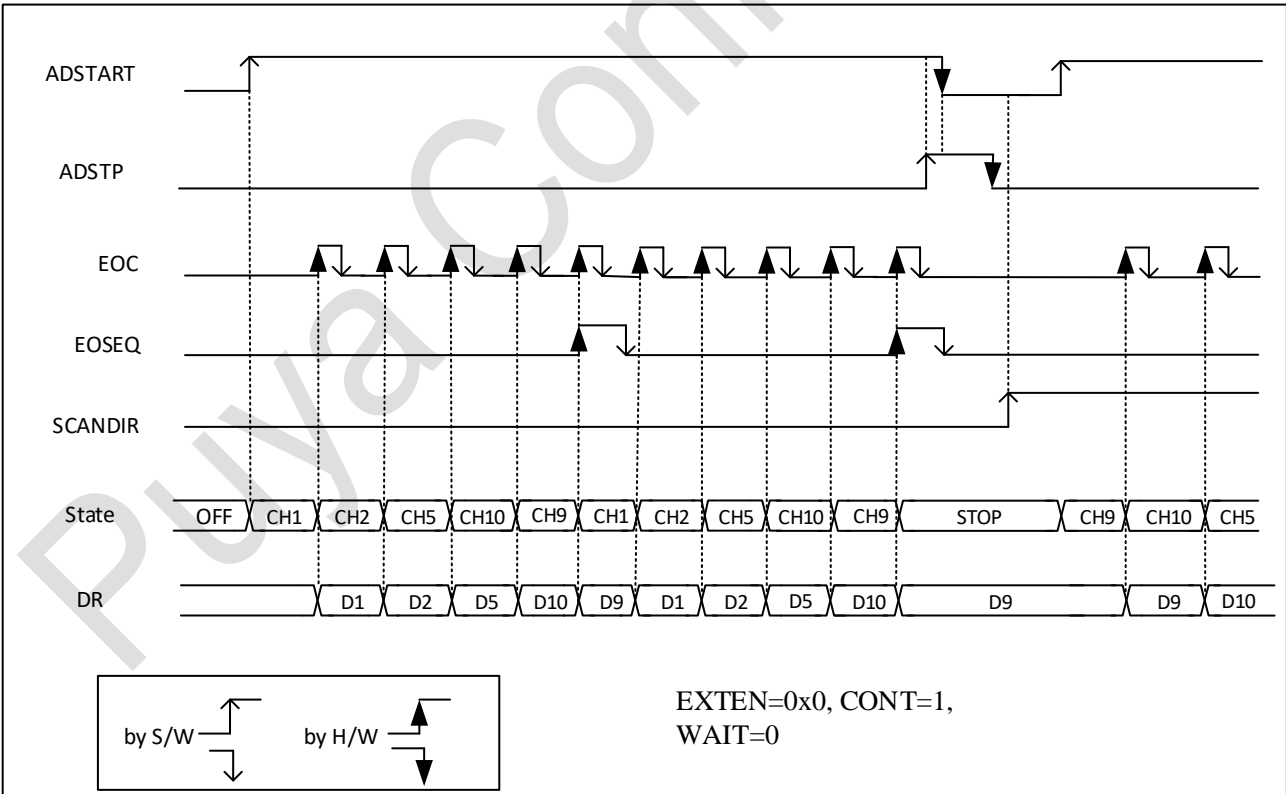 ADSTART
ADSTP
EOC
EOSEQ
SCANDIR
State OFF CH1 CH2 CH5 CH10 CH9 CH1 CH2 CH5 CH10 CH9 STOP CH9 CH10 CH5
DR D1 D2 D5 D10 D9 D1 D2 D5 D10 D9 D9 D10
by S/W by H/W
EXTEN=0x0, CONT=1,
WAIT=0
Puya Con